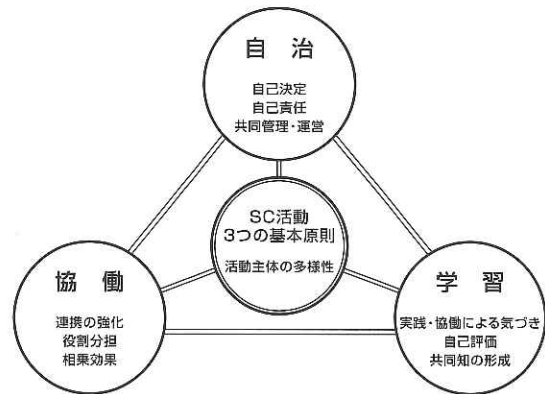 自　治
自己決定
自己責任
共同管理・運営
SC活動
3つの基本原則
活動主体の多様性
協　働
連携の強化
役割分担
相乗効果
学　習
実践・協働による気づき
自己評価
共同知の形成